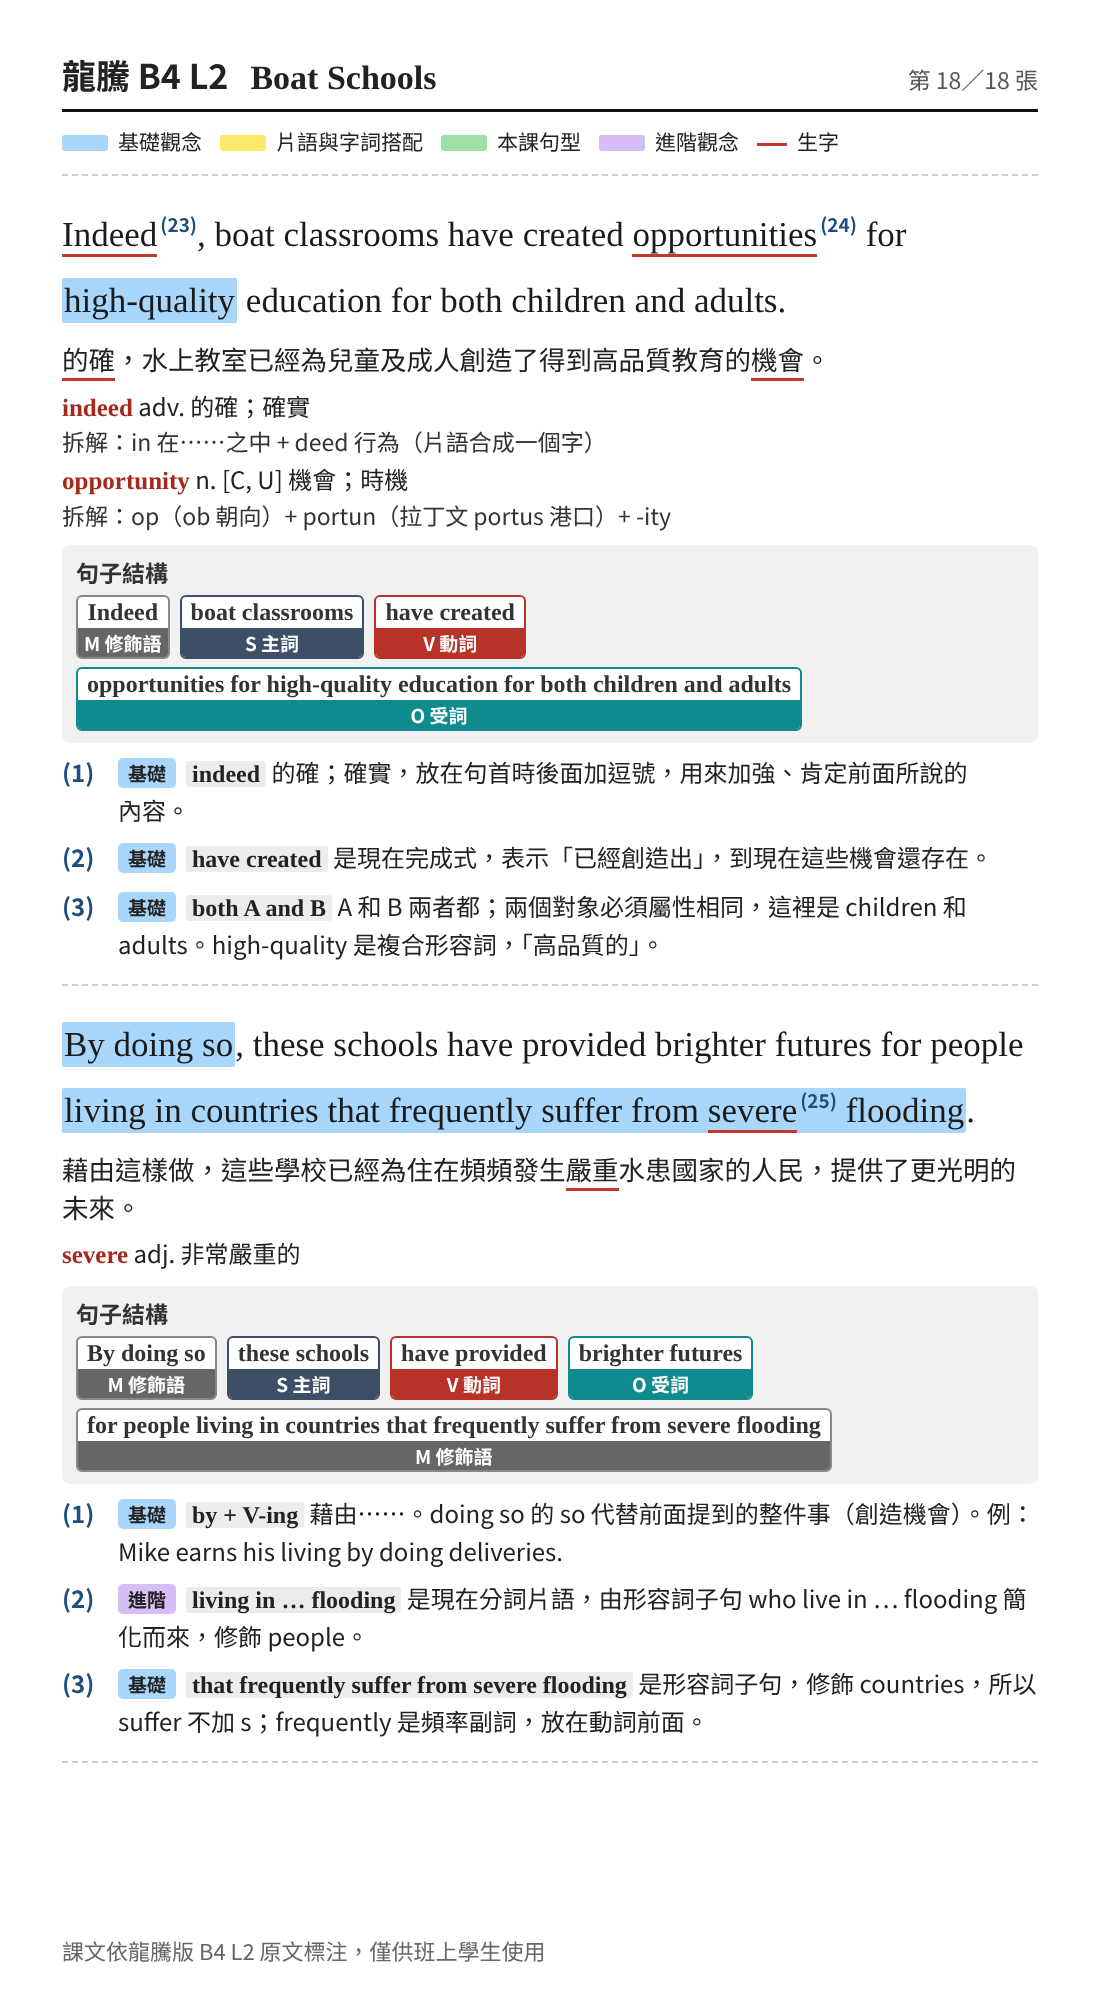 龍騰 B4 L2 Boat Schools
第 18／18 張
基礎觀念 片語與字詞搭配 本課句型 進階觀念 生字
Indeed(23), boat classrooms have created opportunities(24) for
high-quality education for both children and adults.
的確，水上教室已經為兒童及成人創造了得到高品質教育的機會。
indeed adv. 的確；確實
拆解：in 在⋯⋯之中 + deed 行為（片語合成一個字）
opportunity n. [C, U] 機會；時機
拆解：op（ob 朝向）+ portun（拉丁文 portus 港口）+ -ity
句子結構
Indeed boat classrooms have created
M 修飾語 S 主詞 V 動詞
opportunities for high-quality education for both children and adults
O 受詞
(1) 基礎 indeed 的確；確實，放在句首時後面加逗號，用來加強、肯定前面所說的
內容。
(2) 基礎 have created 是現在完成式，表示「已經創造出」，到現在這些機會還存在。
(3) 基礎 both A and B A 和 B 兩者都；兩個對象必須屬性相同，這裡是 children 和
adults。high-quality 是複合形容詞，「高品質的」。
By doing so, these schools have provided brighter futures for people
living in countries that frequently suffer from severe(25) flooding.
藉由這樣做，這些學校已經為住在頻頻發生嚴重水患國家的人民，提供了更光明的
未來。
severe adj. 非常嚴重的
句子結構
By doing so these schools have provided brighter futures
M 修飾語 S 主詞 V 動詞 O 受詞
for people living in countries that frequently suffer from severe flooding
M 修飾語
(1) 基礎 by + V-ing 藉由⋯⋯。doing so 的 so 代替前面提到的整件事（創造機會）。例：
Mike earns his living by doing deliveries.
(2) 進階 living in … flooding 是現在分詞片語，由形容詞子句 who live in … flooding 簡
化而來，修飾 people。
(3) 基礎 that frequently suffer from severe flooding 是形容詞子句，修飾 countries，所以
suffer 不加 s；frequently 是頻率副詞，放在動詞前面。
課文依龍騰版 B4 L2 原文標注，僅供班上學生使用